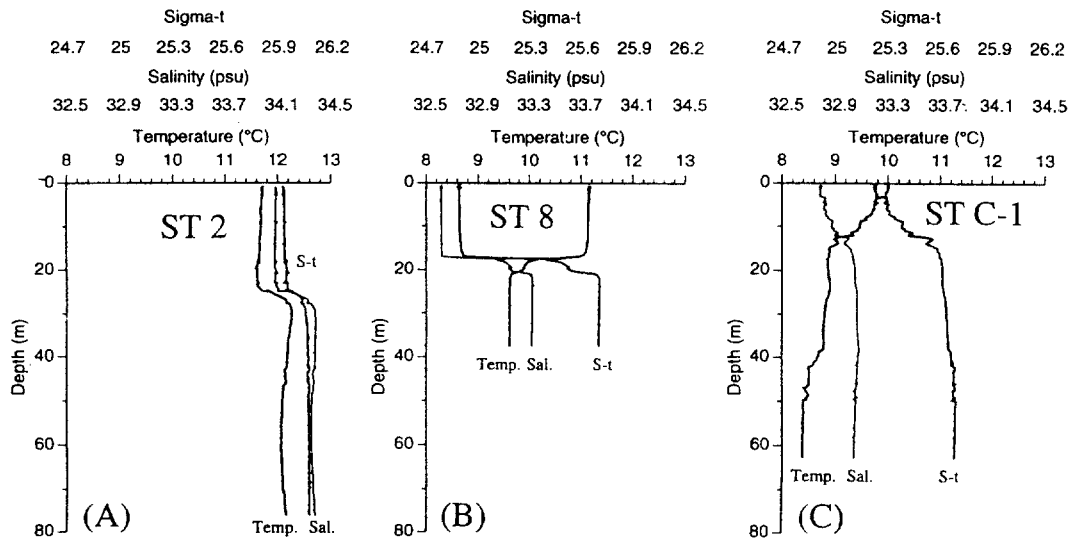 Sigma-t
24.7 25 25.3 25.6 25.9 26.2
Salinity (psu)
32.5 32.9 33.3 33.7 34.1 34.5
Temperature (°C)
8 9 10 11 12 13
0
20
40
60
80
Depth (m)
ST 2
S-t
Temp. Sal.
(A)
Sigma-t
24.7 25 25.3 25.6 25.9 26.2
Salinity (psu)
32.5 32.9 33.3 33.7 34.1 34.5
Temperature (°C)
8 9 10 11 12 13
0
20
40
60
80
Depth (m)
ST 8
Temp. Sal. S-t
(B)
Sigma-t
24.7 25 25.3 25.6 25.9 26.2
Salinity (psu)
32.5 32.9 33.3 33.7 34.1 34.5
Temperature (°C)
8 9 10 11 12 13
0
20
40
60
80
Depth (m)
ST C-1
Temp. Sal. S-t
(C)